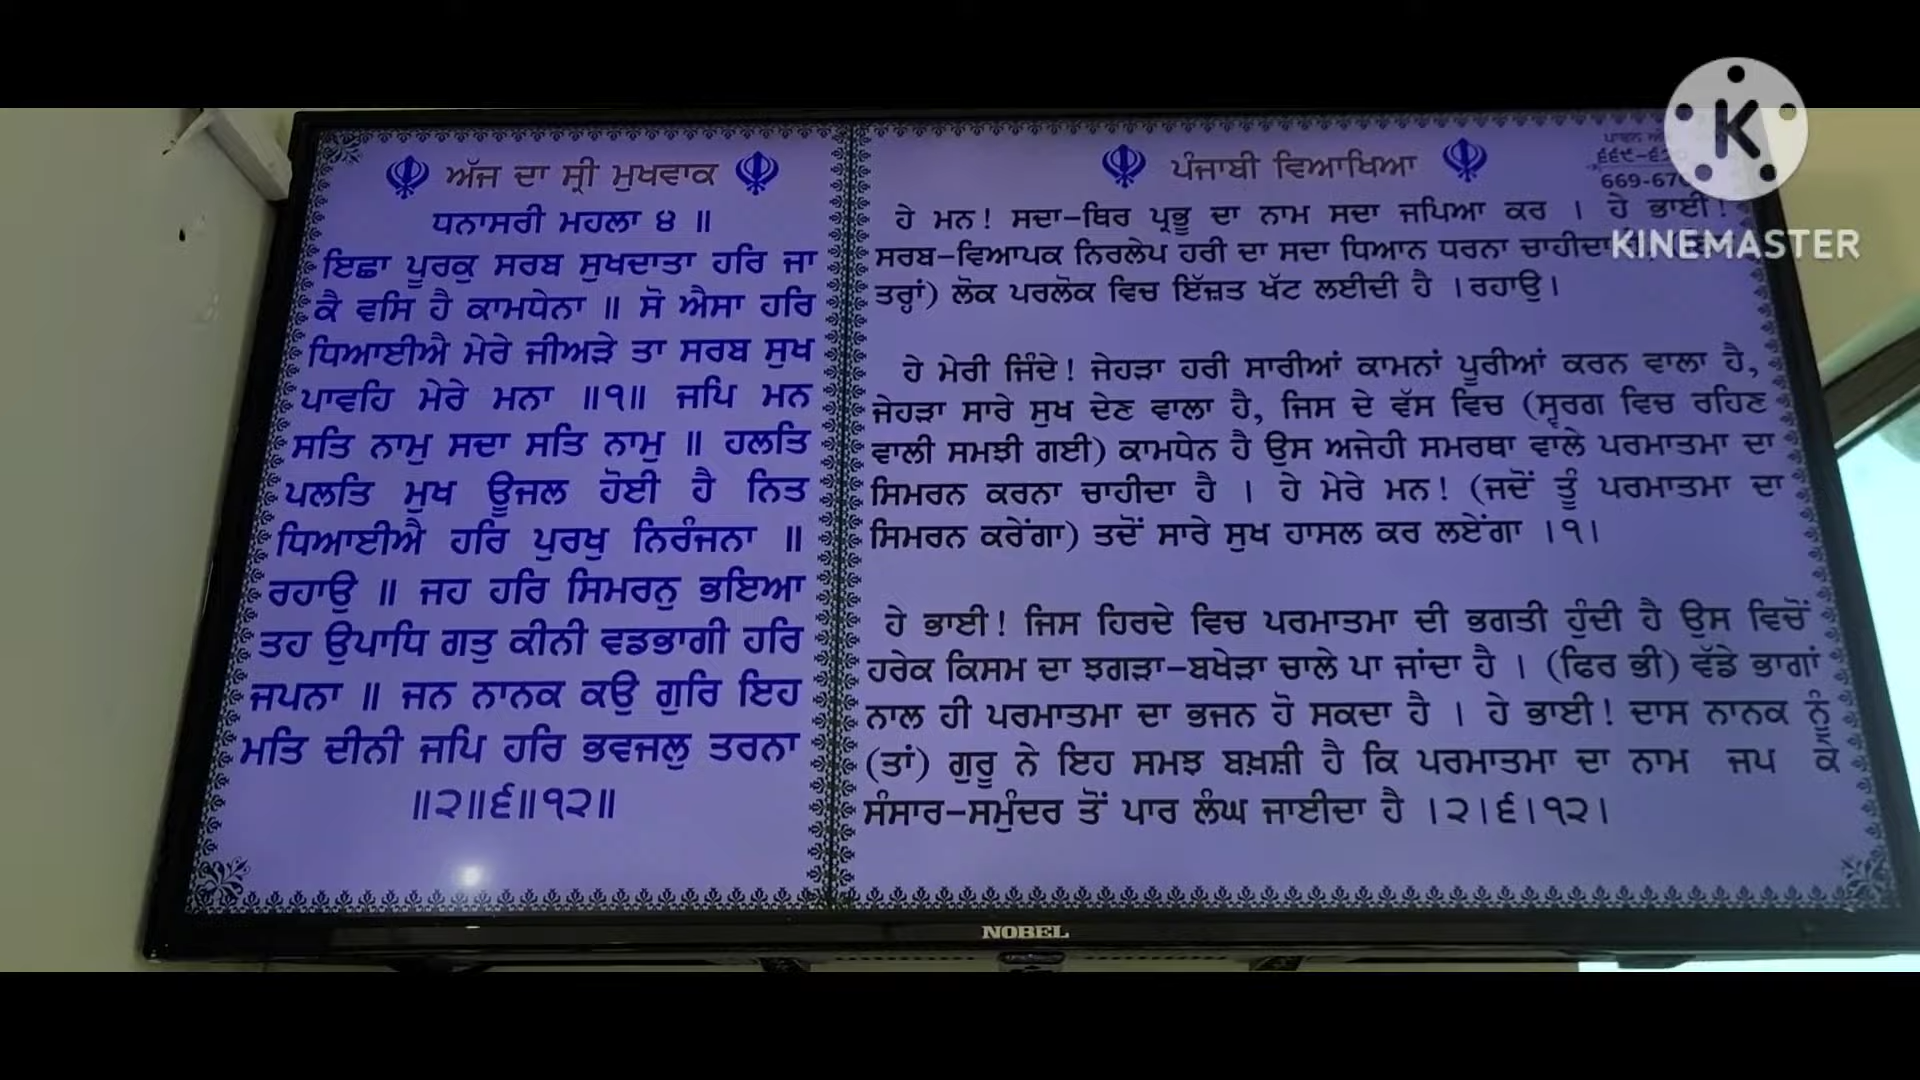 ਅੱਜ ਦਾ ਸ੍ਰੀ ਮੁਖਵਾਕ
ਧਨਾਸਰੀ ਮਹਲਾ ੪ ॥
ਇਛਾ ਪੂਰਕੁ ਸਰਬ ਸੁਖਦਾਤਾ ਹਰਿ ਜਾ
ਕੈ ਵਸਿ ਹੈ ਕਾਮਧੇਨਾ ॥ ਸੋ ਐਸਾ ਹਰਿ
ਧਿਆਈਐ ਮੇਰੇ ਜੀਅੜੇ ਤਾ ਸਰਬ ਸੁਖ
ਪਾਵਹਿ ਮੇਰੇ ਮਨਾ ॥੧॥ ਜਪਿ ਮਨ
ਸਤਿ ਨਾਮੁ ਸਦਾ ਸਤਿ ਨਾਮੁ ॥ ਹਲਤਿ
ਪਲਤਿ ਮੁਖ ਊਜਲ ਹੋਈ ਹੈ ਨਿਤ
ਧਿਆਈਐ ਹਰਿ ਪੁਰਖੁ ਨਿਰੰਜਨਾ ॥
ਰਹਾਉ ॥ ਜਹ ਹਰਿ ਸਿਮਰਨੁ ਭਇਆ
ਤਹ ਉਪਾਧਿ ਗਤੁ ਕੀਨੀ ਵਡਭਾਗੀ ਹਰਿ
ਜਪਨਾ ॥ ਜਨ ਨਾਨਕ ਕਉ ਗੁਰਿ ਇਹ
ਮਤਿ ਦੀਨੀ ਜਪਿ ਹਰਿ ਭਵਜਲੁ ਤਰਨਾ
॥੨॥੬॥੧੨॥
ਪੰਜਾਬੀ ਵਿਆਖਿਆ
ਹੇ ਮਨ! ਸਦਾ-ਥਿਰ ਪ੍ਰਭੂ ਦਾ ਨਾਮ ਸਦਾ ਜਪਿਆ ਕਰ । ਹੇ ਭਾਈ!
ਸਰਬ-ਵਿਆਪਕ ਨਿਰਲੇਪ ਹਰੀ ਦਾ ਸਦਾ ਧਿਆਨ ਧਰਨਾ ਚਾਹੀਦਾ
ਤਰ੍ਹਾਂ) ਲੋਕ ਪਰਲੋਕ ਵਿਚ ਇੱਜ਼ਤ ਖੱਟ ਲਈਦੀ ਹੈ ।ਰਹਾਉ।
ਹੇ ਮੇਰੀ ਜਿੰਦੇ! ਜੇਹੜਾ ਹਰੀ ਸਾਰੀਆਂ ਕਾਮਨਾਂ ਪੂਰੀਆਂ ਕਰਨ ਵਾਲਾ ਹੈ,
ਜੇਹੜਾ ਸਾਰੇ ਸੁਖ ਦੇਣ ਵਾਲਾ ਹੈ, ਜਿਸ ਦੇ ਵੱਸ ਵਿਚ (ਸ੍ਵਰਗ ਵਿਚ ਰਹਿਣ
ਵਾਲੀ ਸਮਝੀ ਗਈ) ਕਾਮਧੇਨ ਹੈ ਉਸ ਅਜੇਹੀ ਸਮਰਥਾ ਵਾਲੇ ਪਰਮਾਤਮਾ ਦਾ
ਸਿਮਰਨ ਕਰਨਾ ਚਾਹੀਦਾ ਹੈ । ਹੇ ਮੇਰੇ ਮਨ! (ਜਦੋਂ ਤੂੰ ਪਰਮਾਤਮਾ ਦਾ
ਸਿਮਰਨ ਕਰੇਂਗਾ) ਤਦੋਂ ਸਾਰੇ ਸੁਖ ਹਾਸਲ ਕਰ ਲਏਂਗਾ ।੧।
ਹੇ ਭਾਈ! ਜਿਸ ਹਿਰਦੇ ਵਿਚ ਪਰਮਾਤਮਾ ਦੀ ਭਗਤੀ ਹੁੰਦੀ ਹੈ ਉਸ ਵਿਚੋਂ
ਹਰੇਕ ਕਿਸਮ ਦਾ ਝਗੜਾ-ਬਖੇੜਾ ਚਾਲੇ ਪਾ ਜਾਂਦਾ ਹੈ । (ਫਿਰ ਭੀ) ਵੱਡੇ ਭਾਗਾਂ
ਨਾਲ ਹੀ ਪਰਮਾਤਮਾ ਦਾ ਭਜਨ ਹੋ ਸਕਦਾ ਹੈ । ਹੇ ਭਾਈ! ਦਾਸ ਨਾਨਕ ਨੂੰ
(ਤਾਂ) ਗੁਰੂ ਨੇ ਇਹ ਸਮਝ ਬਖ਼ਸ਼ੀ ਹੈ ਕਿ ਪਰਮਾਤਮਾ ਦਾ ਨਾਮ ਜਪ ਕੇ
ਸੰਸਾਰ-ਸਮੁੰਦਰ ਤੋਂ ਪਾਰ ਲੰਘ ਜਾਈਦਾ ਹੈ ।੨।੬।੧੨।
KINEMASTER
NOBEL